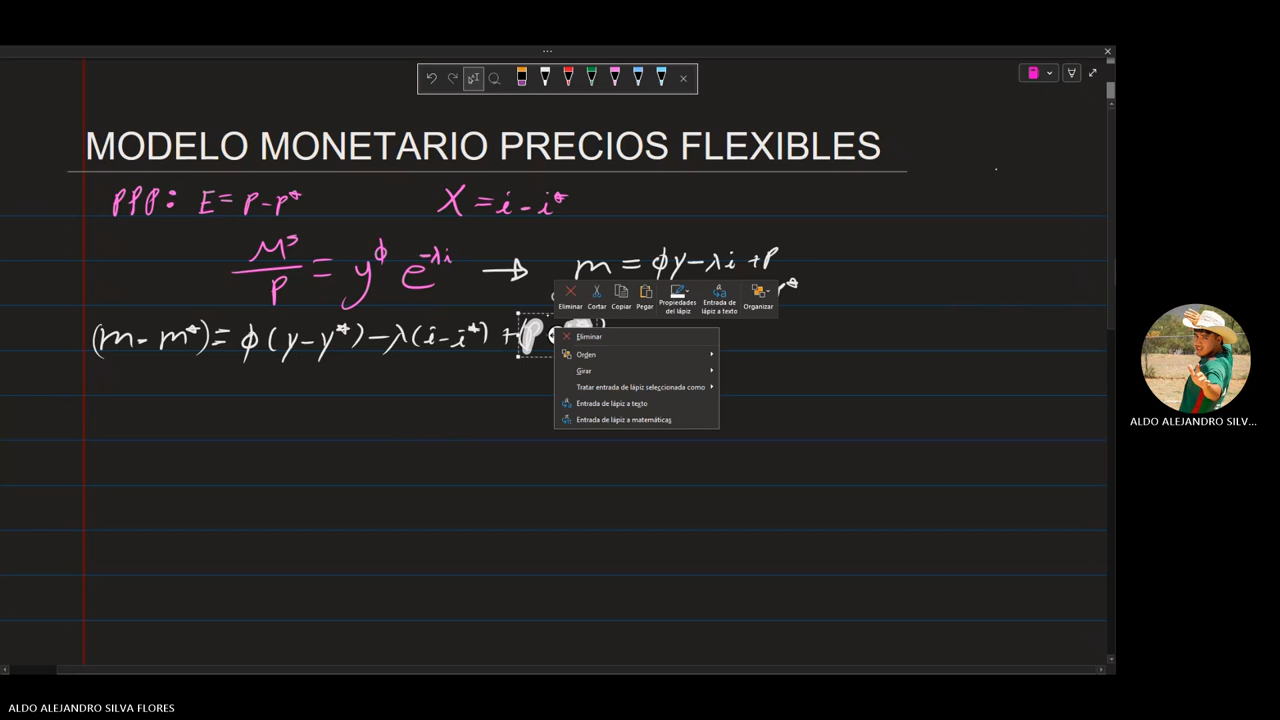 MODELO MONETARIO PRECIOS FLEXIBLES
PPP: E = P - P* X = i - i*
M^s / P = y^ϕ e^-λi → m = ϕy - λi + P
Eliminar Cortar Copiar Pegar Propiedades del lápiz Entrada de lápiz a texto Organizar
(m - m*) = ϕ(y - y*) - λ(i - i*) + (P
Eliminar
Orden
Girar
Tratar entrada de lápiz seleccionada como
Entrada de lápiz a texto
Entrada de lápiz a matemáticas
ALDO ALEJANDRO SILV...
ALDO ALEJANDRO SILVA FLORES